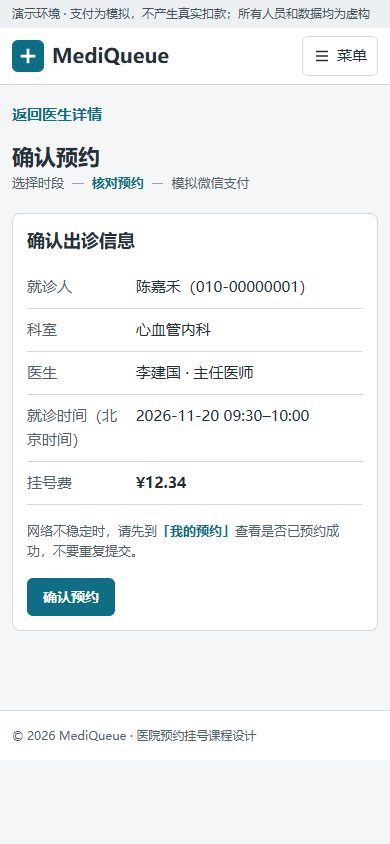 演示环境 · 支付为模拟，不产生真实扣款；所有人员和数据均为虚构
MediQueue
菜单
返回医生详情
确认预约
选择时段 — 核对预约 — 模拟微信支付
确认出诊信息
就诊人 陈嘉禾（010-00000001）
科室 心血管内科
医生 李建国 · 主任医师
就诊时间（北 2026-11-20 09:30–10:00
京时间）
挂号费 ¥12.34
网络不稳定时，请先到「我的预约」查看是否已预约成
功，不要重复提交。
确认预约
© 2026 MediQueue · 医院预约挂号课程设计